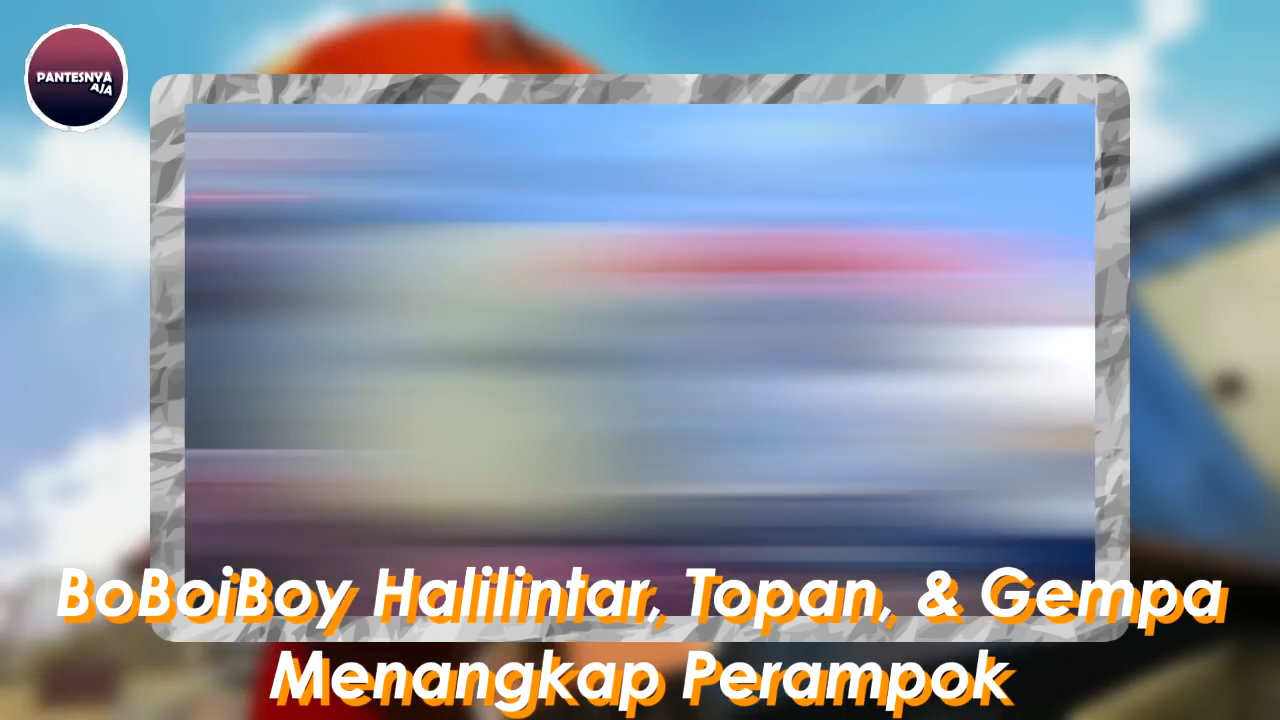 PANTESNYA
AJA
BoBoiBoy Halilintar, Topan, & Gempa
Menangkap Perampok